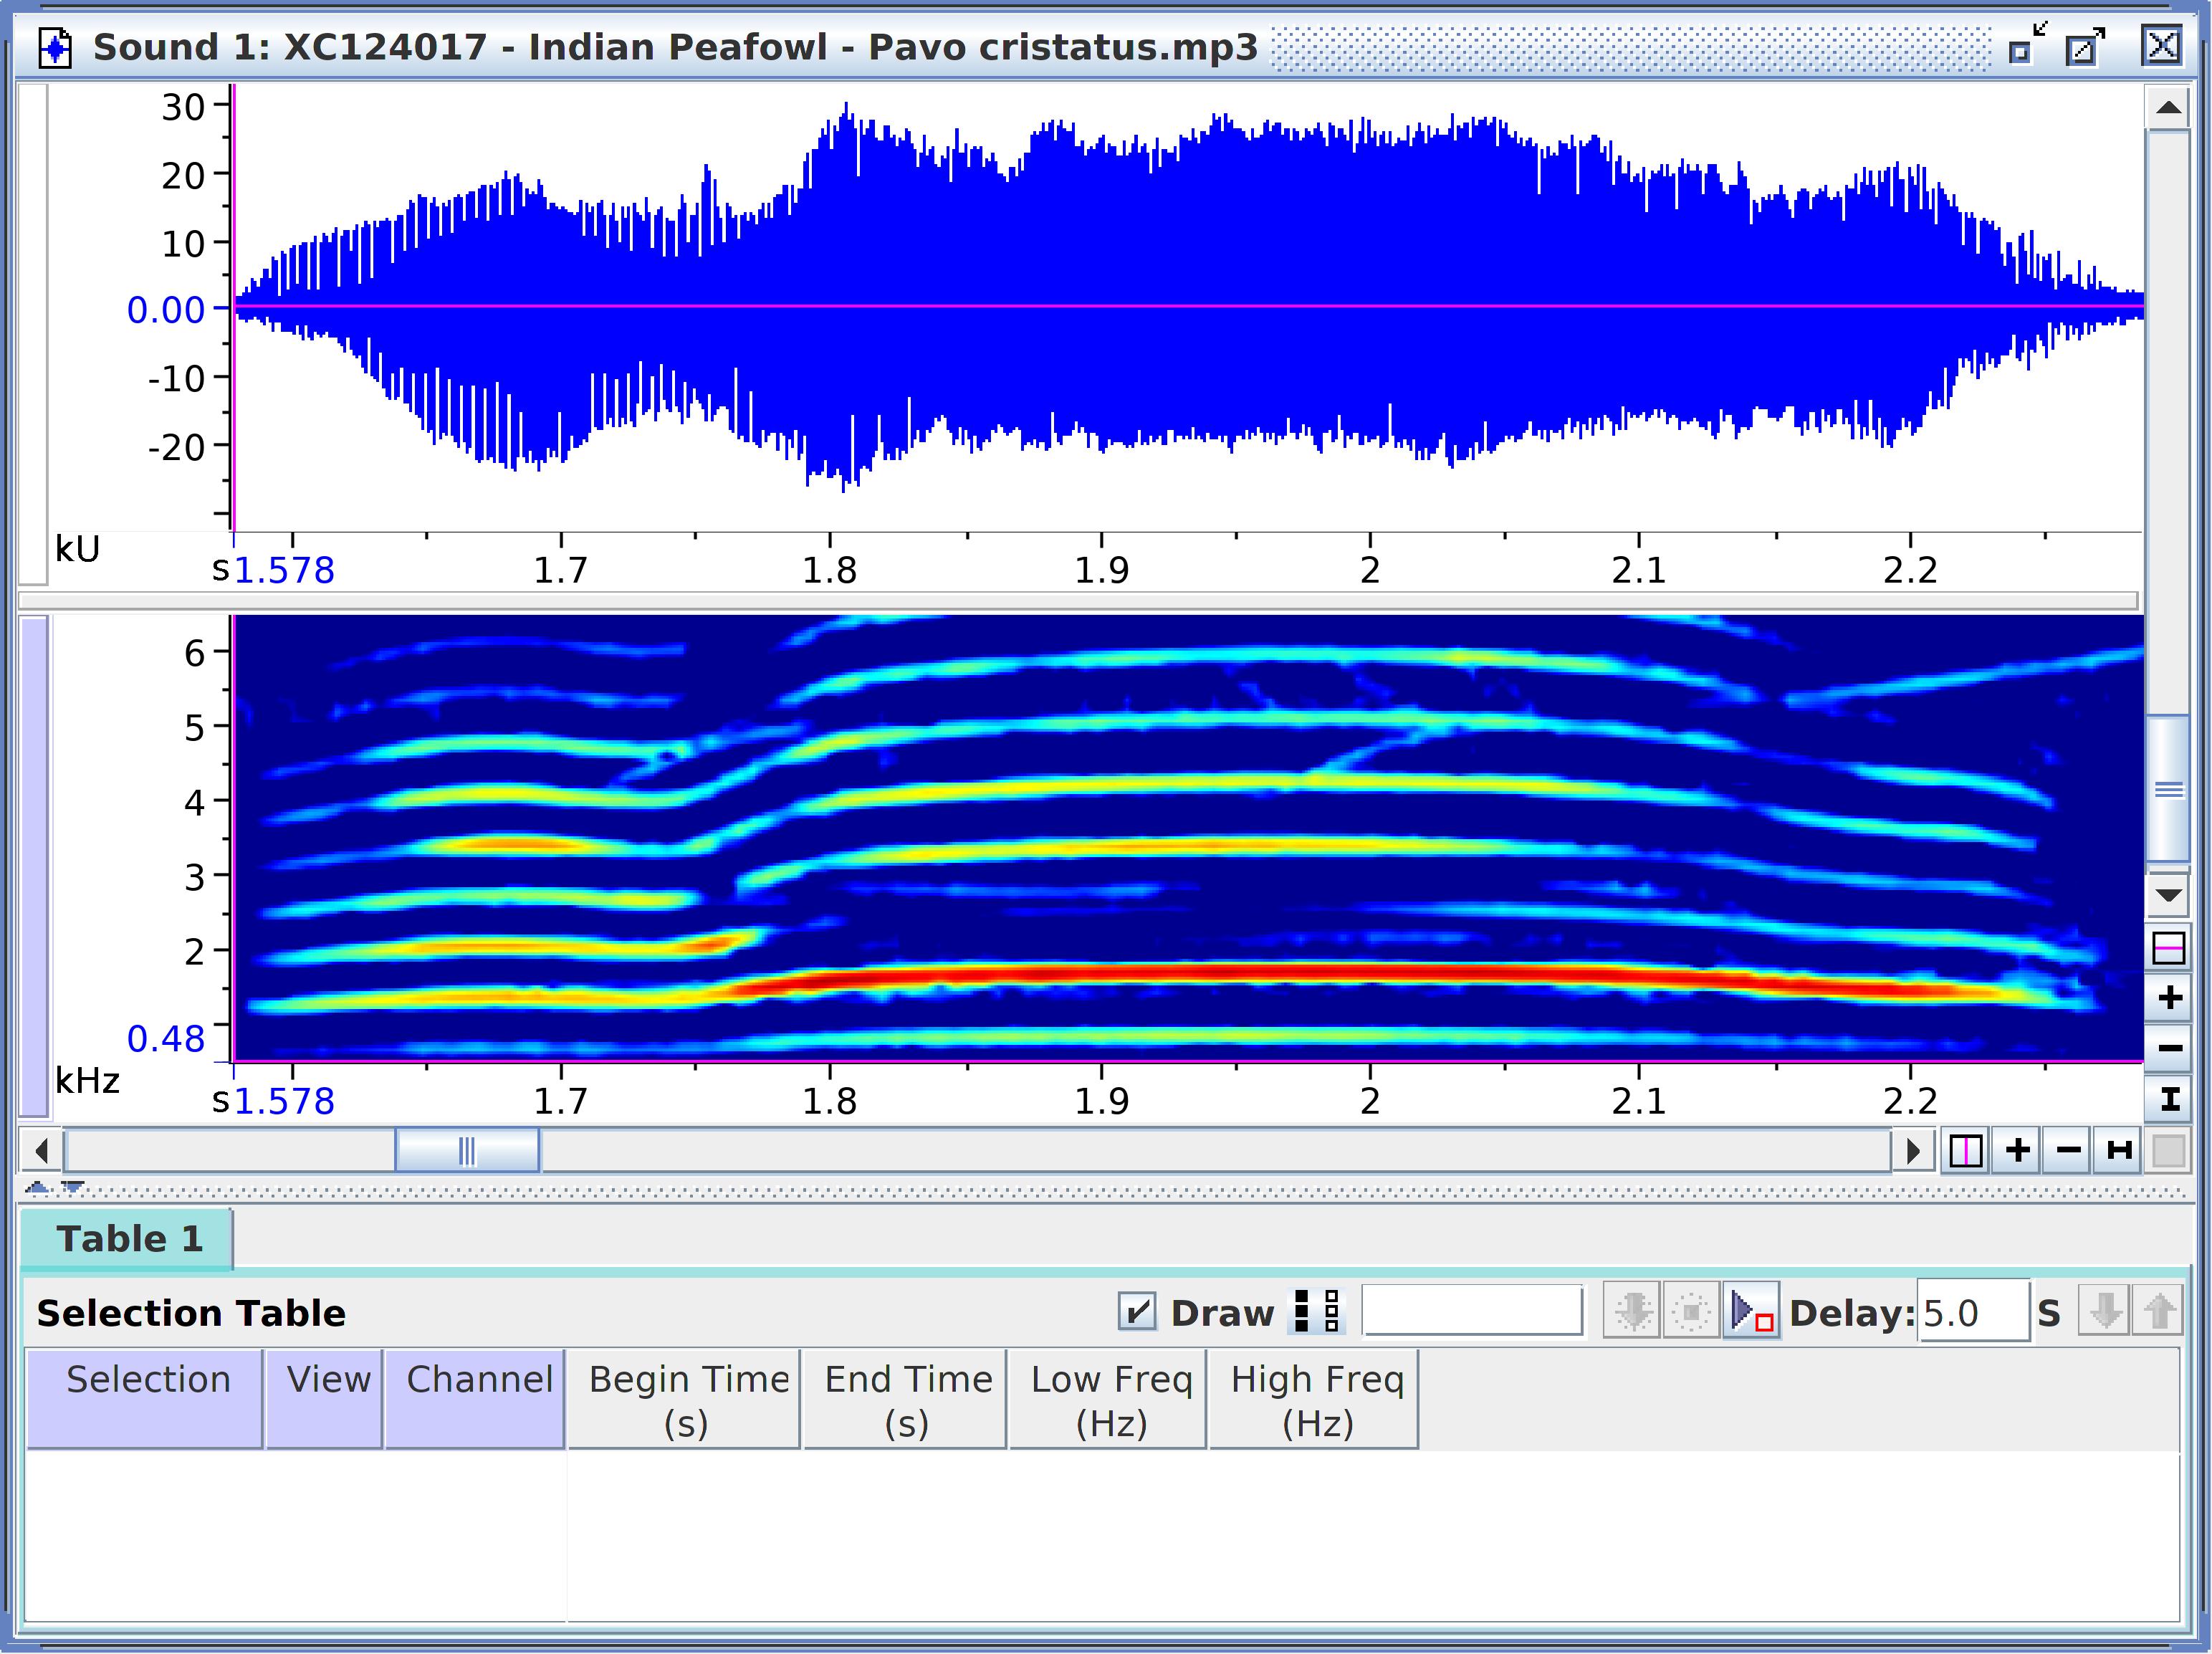 Sound 1: XC124017 - Indian Peafowl - Pavo cristatus.mp3
30
20
10
0.00
-10
-20
kU
s 1.578 1.7 1.8 1.9 2 2.1 2.2
6
5
4
3
2
0.48
kHz
s 1.578 1.7 1.8 1.9 2 2.1 2.2
Table 1
Selection Table Draw Delay: 5.0 S
Selection View Channel Begin Time (s) End Time (s) Low Freq (Hz) High Freq (Hz)